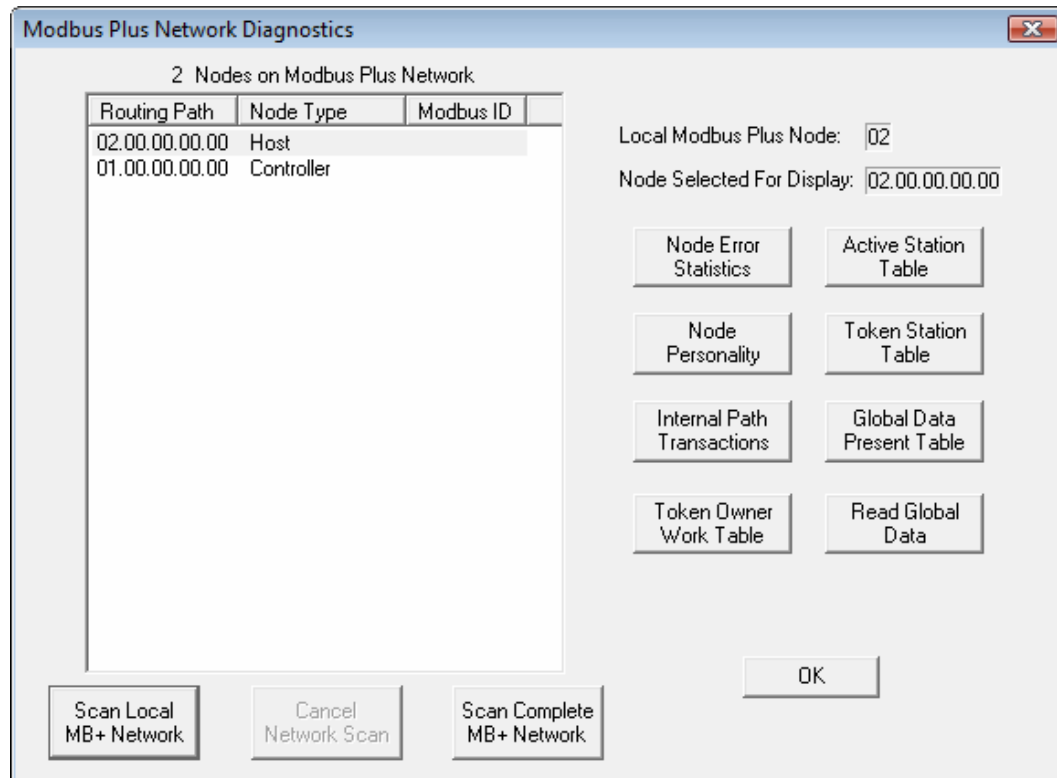 Modbus Plus Network Diagnostics
2 Nodes on Modbus Plus Network
Routing Path Node Type Modbus ID
02.00.00.00.00 Host
01.00.00.00.00 Controller
Local Modbus Plus Node: 02
Node Selected For Display: 02.00.00.00.00
Node Error
Statistics
Active Station
Table
Node
Personality
Token Station
Table
Internal Path
Transactions
Global Data
Present Table
Token Owner
Work Table
Read Global
Data
OK
Scan Local
MB+ Network
Cancel
Network Scan
Scan Complete
MB+ Network